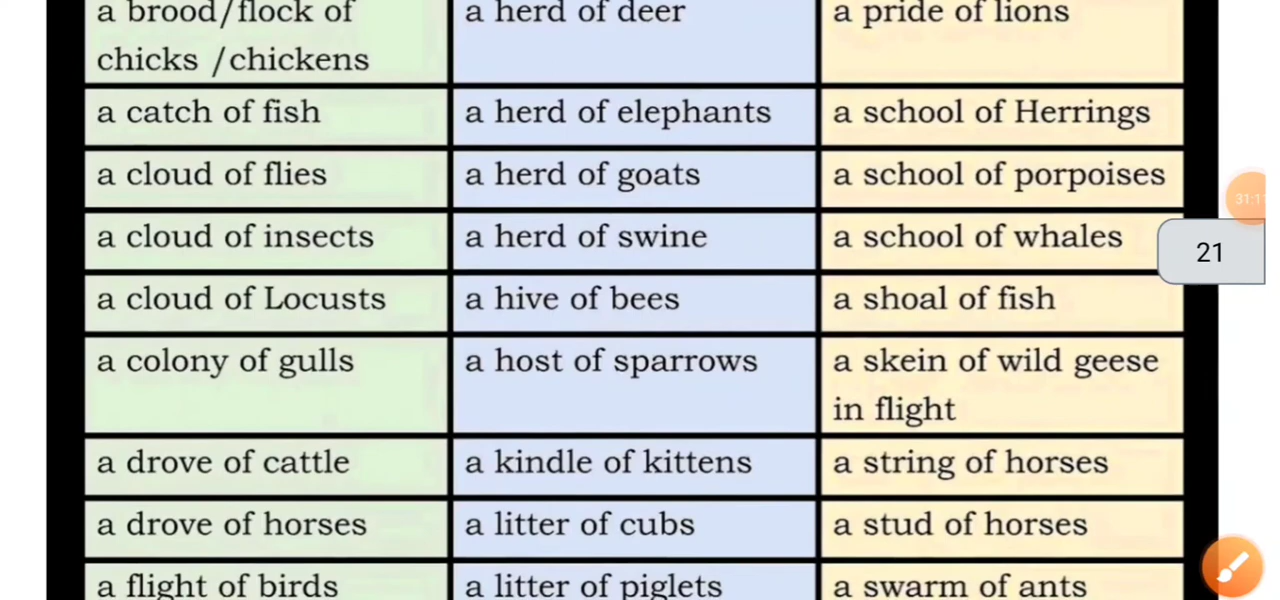 a brood/flock of
chicks /chickens
a herd of deer
a pride of lions
a catch of fish
a herd of elephants
a school of Herrings
a cloud of flies
a herd of goats
a school of porpoises
a cloud of insects
a herd of swine
a school of whales
a cloud of Locusts
a hive of bees
a shoal of fish
a colony of gulls
a host of sparrows
a skein of wild geese
in flight
a drove of cattle
a kindle of kittens
a string of horses
a drove of horses
a litter of cubs
a stud of horses
a flight of birds
a litter of piglets
a swarm of ants
21